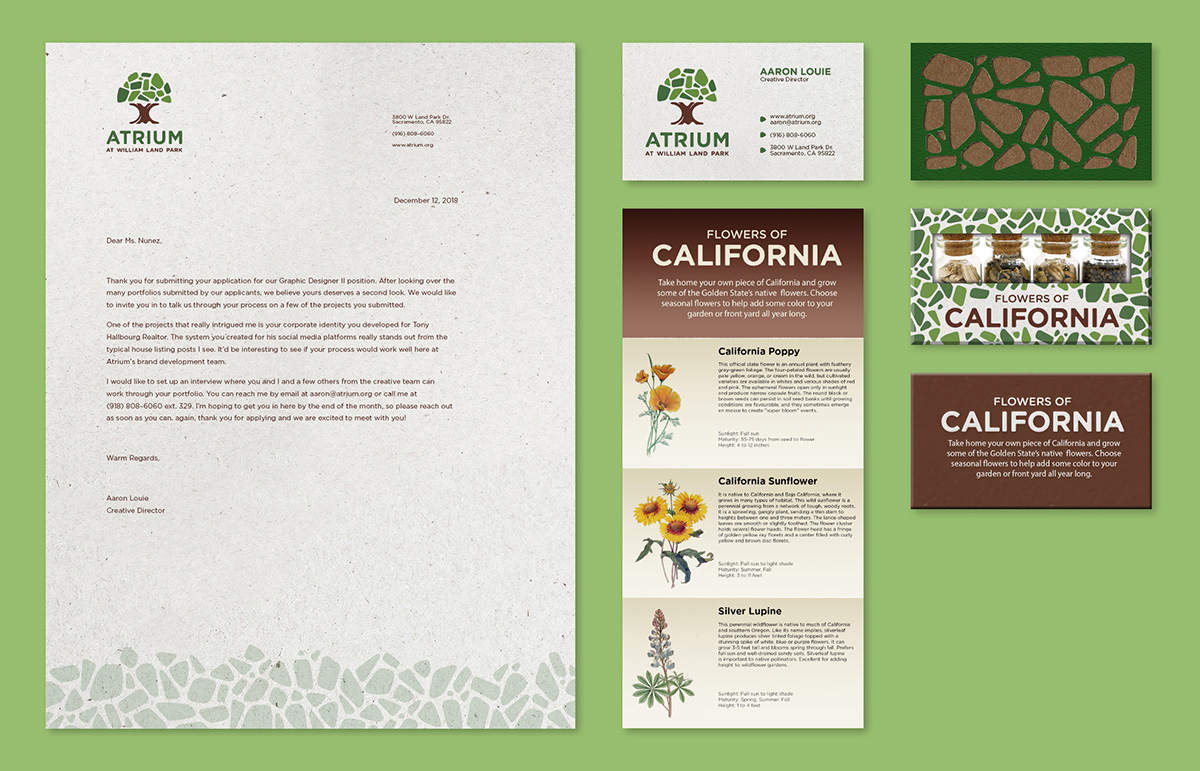 ATRIUM
AT WILLIAM LAND PARK
3800 W Land Park Dr.
Sacramento, CA 95822
(916) 808-6060
www.atrium.org
December 12, 2018
Dear Ms. Nunez,
Thank you for submitting your application for our Graphic Designer II position. After looking over the
many portfolios submitted by our applicants, we believe yours deserves a second look. We would like
to invite you in to talk us through your process on a few of the projects you submitted.
One of the projects that really intrigued me is your corporate identity you developed for Tony
Hallbourg Realtor. The system you created for his social media platforms really stands out from the
typical house listing posts I see. It'd be interesting to see if your process would work well here at
Atrium's brand development team.
I would like to set up an interview where you and I and a few others from the creative team can
work through your portfolio. You can reach me by email at aaron@atrium.org or call me at
(918) 808-6060 ext. 329. I'm hoping to get you in here by the end of the month, so please reach out
as soon as you can. again, thank you for applying and we are excited to meet with you!
Warm Regards,
Aaron Louie
Creative Director
ATRIUM
AT WILLIAM LAND PARK
AARON LOUIE
Creative Director
www.atrium.org
aaron@atrium.org
(916) 808-6060
3800 W Land Park Dr.
Sacramento, CA 95822
FLOWERS OF
CALIFORNIA
Take home your own piece of California and grow
some of the Golden State's native flowers. Choose
seasonal flowers to help add some color to your
garden or front yard all year long.
California Poppy
This official state flower is an annual plant with feathery
gray-green foliage. The four-petaled flowers are usually
pale yellow, orange, or cream in the wild, but cultivated
varieties are available in whites and various shades of red
and pink. The ephemeral flowers open only in sunlight
and produce narrow capsule fruits. The round black or
brown seeds can persist in soil seed banks until growing
conditions are favourable, and they sometimes emerge
en masse to create "super bloom" events.
Sunlight: Full sun
Maturity: 55-75 days from seed to flower
Height: 4 to 12 inches
California Sunflower
It is native to California and Baja California, where it
grows in many types of habitat. This wild sunflower is a
perennial growing from a network of tough, woody roots.
It is a sprawling, gangly plant, sending a thin stem to
heights between one and three meters. The lance-shaped
leaves are smooth or slightly toothed. The flower cluster
holds several flower heads. The flower head has a fringe
of golden yellow ray florets and a center filled with curly
yellow and brown disc florets.
Sunlight: Full sun to light shade
Maturity: Summer, Fall
Height: 3 to 11 feet
Silver Lupine
This perennial wildflower is native to much of California
and southern Oregon. Like its name implies, silverleaf
lupine produces silver tinted foliage topped with a
stunning spike of white, blue or purple flowers. It can
grow 3-5 feet tall and blooms spring through fall. Prefers
full sun and well-drained sandy soils. Silverleaf lupine
is important to native pollinators. Excellent for adding
height to wildflower gardens.
Sunlight: Full sun to light shade
Maturity: Spring, Summer, Fall
Height: 1 to 4 feet
FLOWERS OF
CALIFORNIA
FLOWERS OF
CALIFORNIA
Take home your own piece of California and grow
some of the Golden State's native flowers. Choose
seasonal flowers to help add some color to your
garden or front yard all year long.